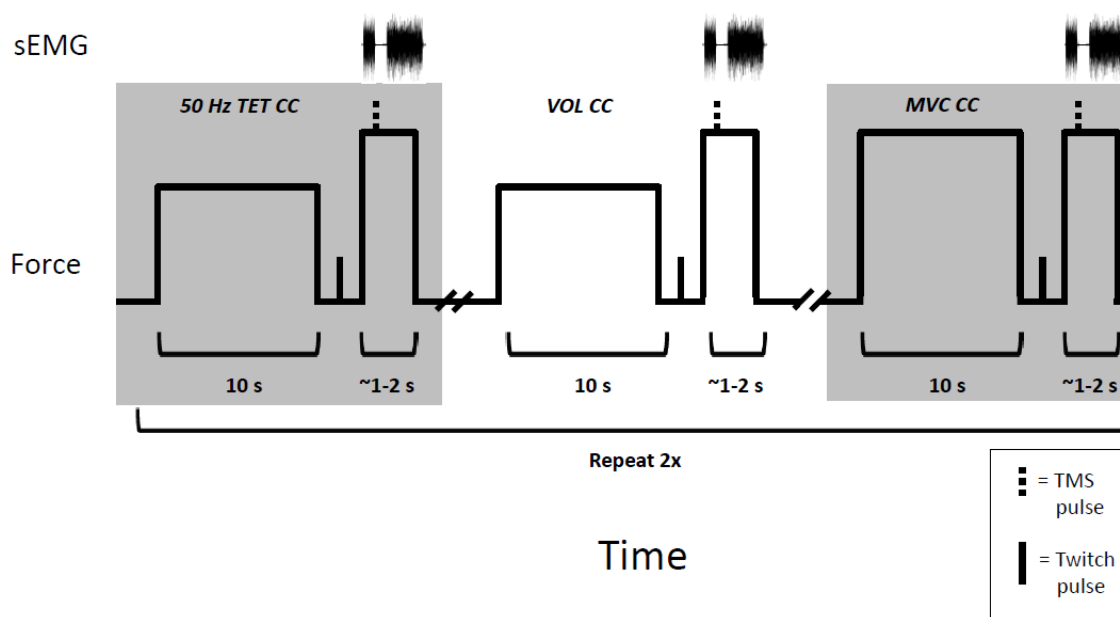 sEMG
50 Hz TET CC
VOL CC
MVC CC
Force
10 s
~1-2 s
10 s
~1-2 s
10 s
~1-2 s
Repeat 2x
= TMS
pulse
Time
= Twitch
pulse